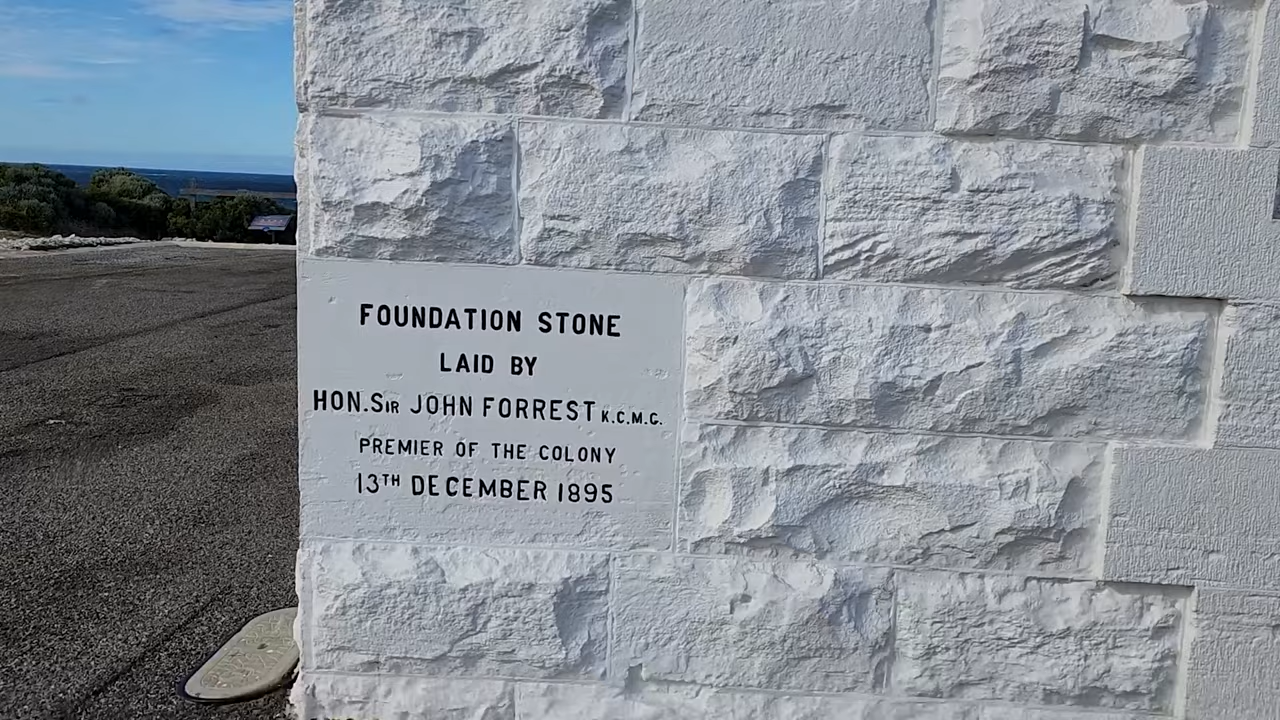 FOUNDATION STONE
LAID BY
HON. SIR JOHN FORREST K.C.M.G.
PREMIER OF THE COLONY
13TH DECEMBER 1895